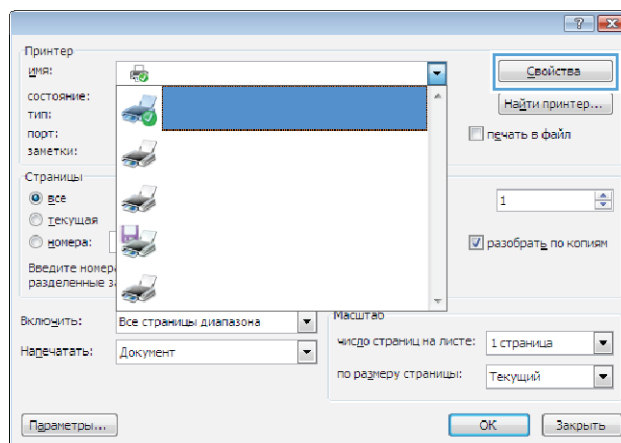 Принтер
имя:
Свойства
состояние:
Найти принтер...
тип:
порт:
печать в файл
заметки:
Страницы
все
1
текущая
номера:
разобрать по копиям
Введите
разделенные
Масштаб
Включить:
Все страницы диапазона
число страниц на листе:
1 страница
Напечатать:
Документ
по размеру страницы:
Текущий
Параметры...
OK
Закрыть